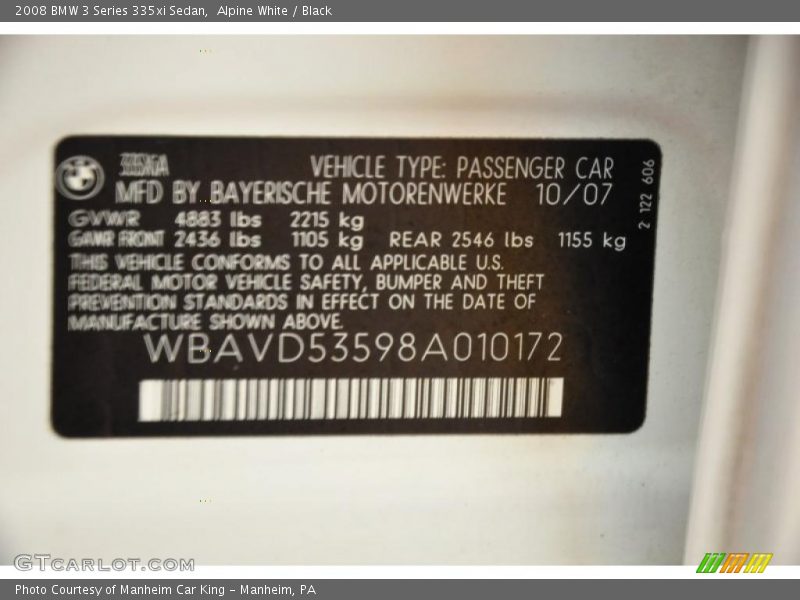 2008 BMW 3 Series 335xi Sedan,  Alpine White / Black
VEHICLE TYPE: PASSENGER CAR
MFD BY BAYERISCHE MOTORENWERKE 10/07
GVWR 4883 lbs 2215 kg
GAWR FRONT 2436 lbs 1105 kg REAR 2546 lbs 1155 kg
THIS VEHICLE CONFORMS TO ALL APPLICABLE U.S.
FEDERAL MOTOR VEHICLE SAFETY, BUMPER AND THEFT
PREVENTION STANDARDS IN EFFECT ON THE DATE OF
MANUFACTURE SHOWN ABOVE.
WBAVD53598A010172
2 122 606
GTcarlot.com
Photo Courtesy of Manheim Car King - Manheim, PA